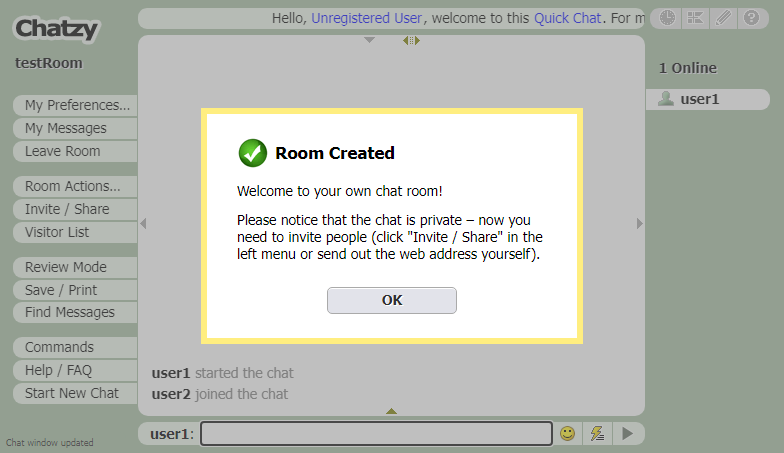 Chatzy
Hello, Unregistered User, welcome to this Quick Chat. For m
testRoom
1 Online
user1
My Preferences...
My Messages
Leave Room
Room Actions...
Invite / Share
Visitor List
Review Mode
Save / Print
Find Messages
Commands
Help / FAQ
Start New Chat
Room Created
Welcome to your own chat room!
Please notice that the chat is private – now you
need to invite people (click "Invite / Share" in the
left menu or send out the web address yourself).
OK
user1 started the chat
user2 joined the chat
user1:
Chat window updated